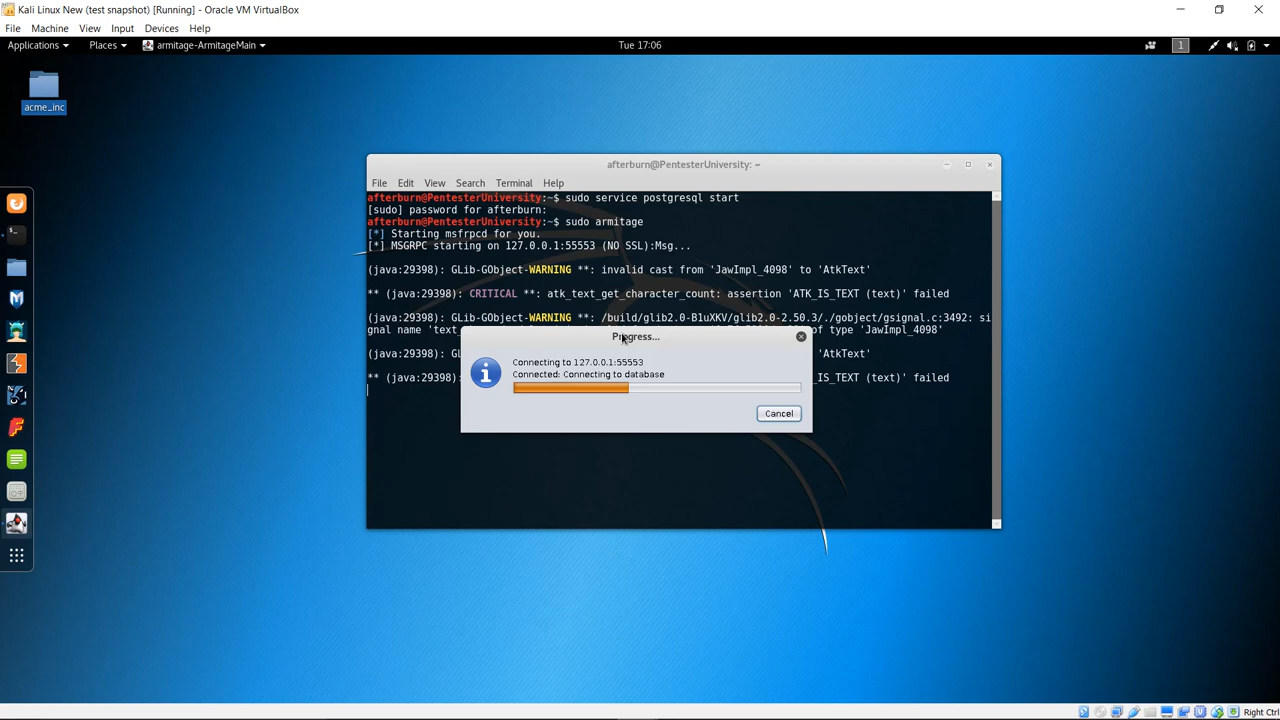 Kali Linux New (test snapshot) [Running] - Oracle VM VirtualBox
File Machine View Input Devices Help
Applications Places armitage-ArmitageMain Tue 17:06 1
acme_inc
afterburn@PentesterUniversity: ~
File Edit View Search Terminal Help
afterburn@PentesterUniversity:~$ sudo service postgresql start
[sudo] password for afterburn:
afterburn@PentesterUniversity:~$ sudo armitage
[*] Starting msfrpcd for you.
[*] MSGRPC starting on 127.0.0.1:55553 (NO SSL):Msg...
(java:29398): GLib-GObject-WARNING **: invalid cast from 'JawImpl_4098' to 'AtkText'
** (java:29398): CRITICAL **: atk_text_get_character_count: assertion 'ATK_IS_TEXT (text)' failed
(java:29398): GLib-GObject-WARNING **: /build/glib2.0-B1uXKV/glib2.0-2.50.3/./gobject/gsignal.c:3492: si
gnal name 'text of type 'JawImpl_4098'
(java:29398): GL 'AtkText'
** (java:29398): _IS_TEXT (text)' failed
Progress...
Connecting to 127.0.0.1:55553
Connected: Connecting to database
Cancel
Right Ctrl